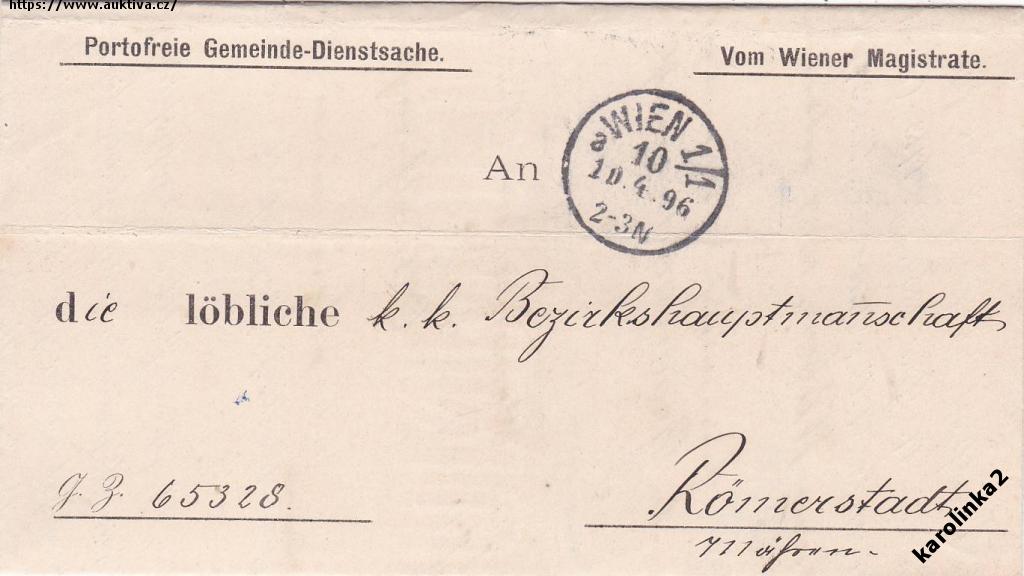 https://www.auktiva.cz/
Portofreie Gemeinde-Dienstsache.
Vom Wiener Magistrate.
An
a WIEN 1/1
10
10.4.96
2-3N
die löbliche k. k. Bezirkshauptmannschaft
G. Z. 65328.
Römerstadt
Mähren.
karolinka2